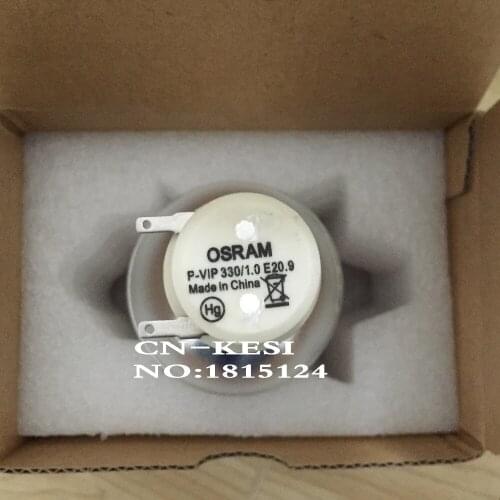 OSRAM
P-VIP 330/1.0 E20.9
Made in China
Hg
CN-KESI
NO:1815124